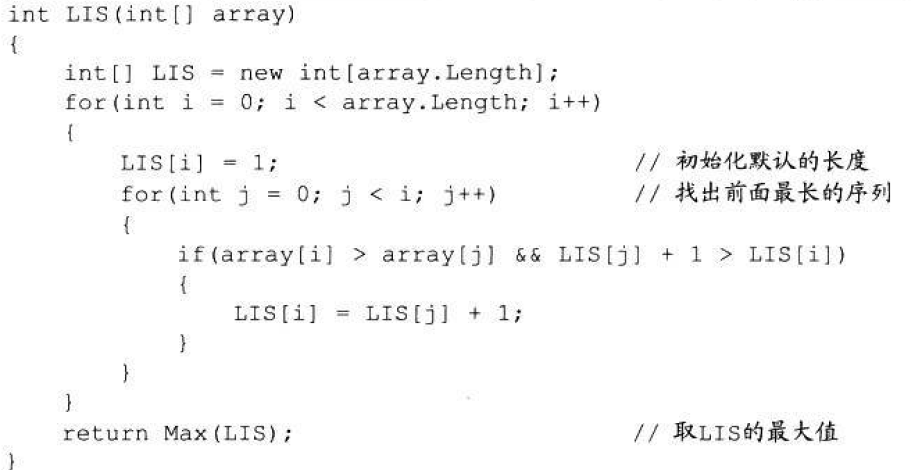 int LIS(int[] array)
{
    int[] LIS = new int[array.Length];
    for(int i = 0; i < array.Length; i++)
    {
        LIS[i] = 1;                         // 初始化默认的长度
        for(int j = 0; j < i; j++)          // 找出前面最长的序列
        {
            if(array[i] > array[j] && LIS[j] + 1 > LIS[i])
            {
                LIS[i] = LIS[j] + 1;
            }
        }
    }
    return Max(LIS);                        // 取LIS的最大值
}